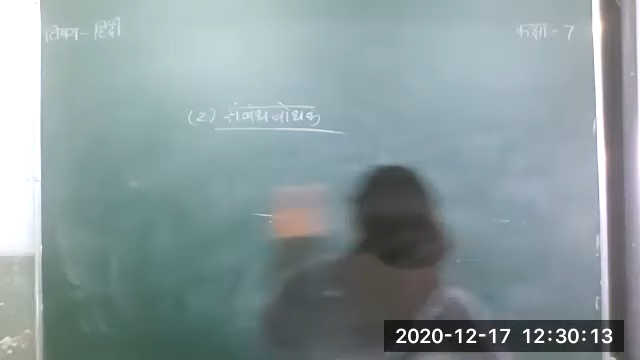 विषय - हिंदी
कक्षा - 7
(2) संबंधबोधक
2020-12-17 12:30:13